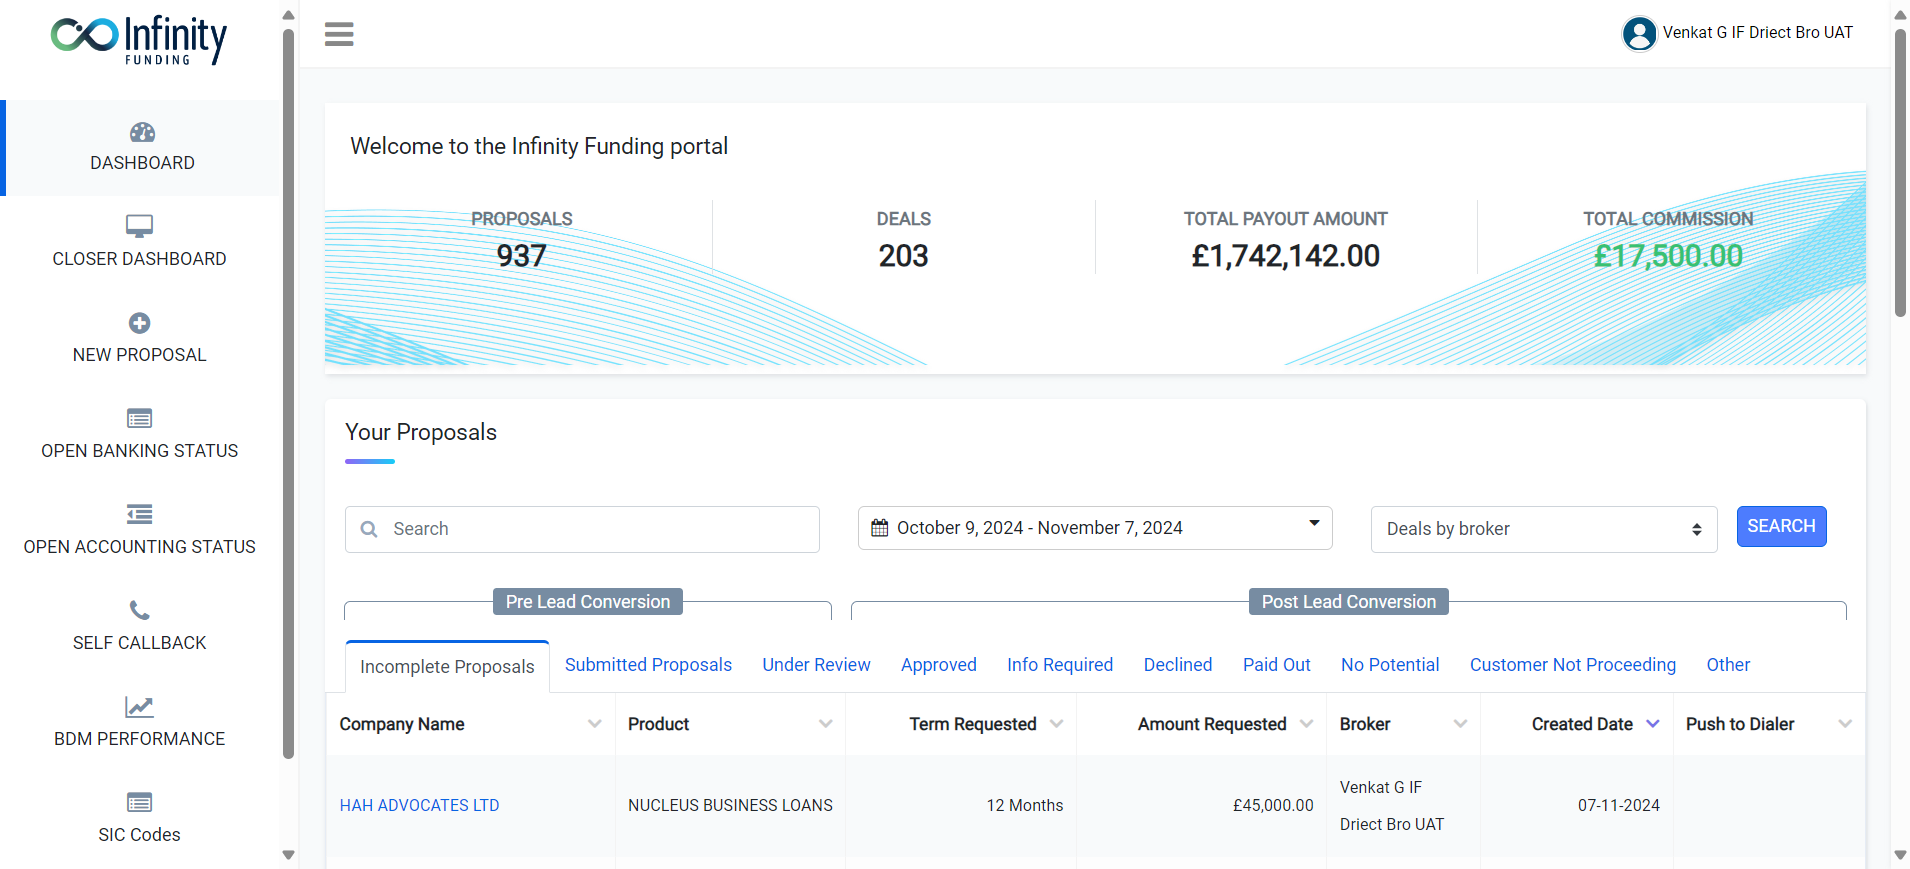 Infinity
FUNDING
Venkat G IF Driect Bro UAT
DASHBOARD
CLOSER DASHBOARD
NEW PROPOSAL
OPEN BANKING STATUS
OPEN ACCOUNTING STATUS
SELF CALLBACK
BDM PERFORMANCE
SIC Codes
Welcome to the Infinity Funding portal
PROPOSALS
937
DEALS
203
TOTAL PAYOUT AMOUNT
£1,742,142.00
TOTAL COMMISSION
£17,500.00
Your Proposals
Search
October 9, 2024 - November 7, 2024
Deals by broker
SEARCH
Pre Lead Conversion
Post Lead Conversion
Incomplete Proposals Submitted Proposals Under Review Approved Info Required Declined Paid Out No Potential Customer Not Proceeding Other
Company Name Product Term Requested Amount Requested Broker Created Date Push to Dialer
HAH ADVOCATES LTD NUCLEUS BUSINESS LOANS 12 Months £45,000.00 Venkat G IF
Driect Bro UAT 07-11-2024